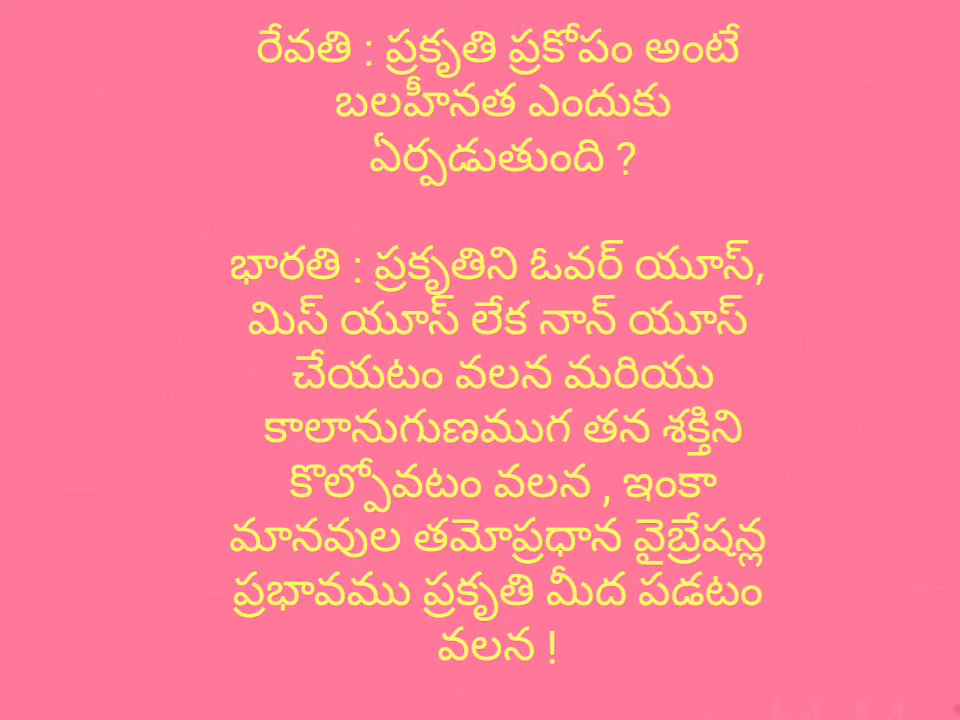 రేవతి : ప్రకృతి ప్రకోపం అంటే
బలహీనత ఎందుకు
ఏర్పడుతుంది ?
భారతి : ప్రకృతిని ఓవర్ యూస్,
మిస్ యూస్ లేక నాన్ యూస్
చేయటం వలన మరియు
కాలానుగుణముగ తన శక్తిని
కొల్పోవటం వలన , ఇంకా
మానవుల తమోప్రధాన వైబ్రేషన్ల
ప్రభావము ప్రకృతి మీద పడటం
వలన !